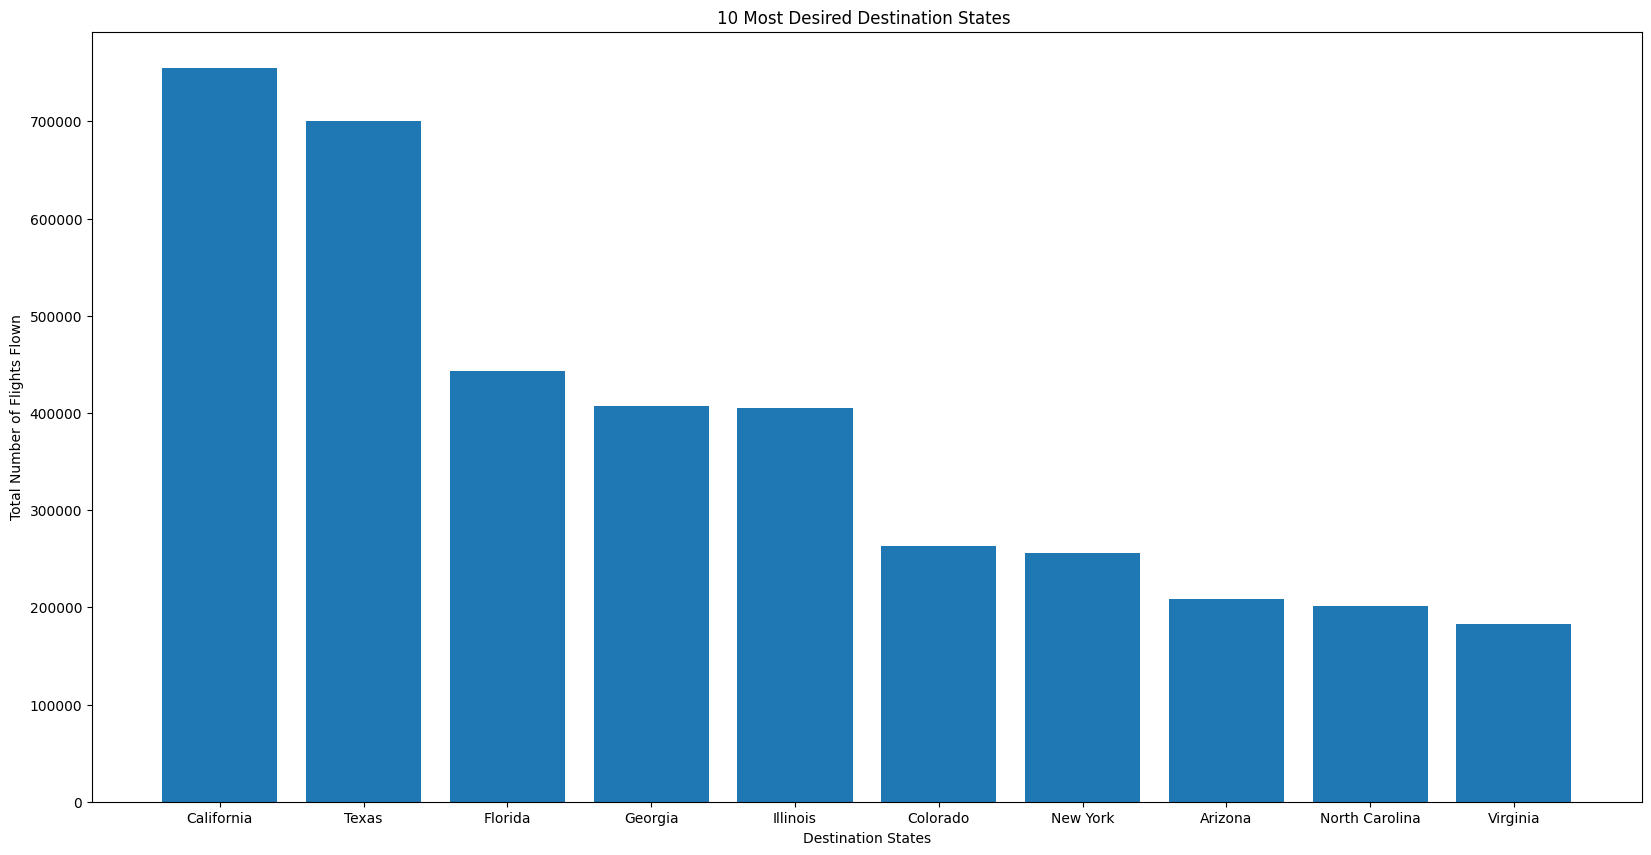 10 Most Desired Destination States
Total Number of Flights Flown
700000
600000
500000
400000
300000
200000
100000
0
California Texas Florida Georgia Illinois Colorado New York Arizona North Carolina Virginia
Destination States